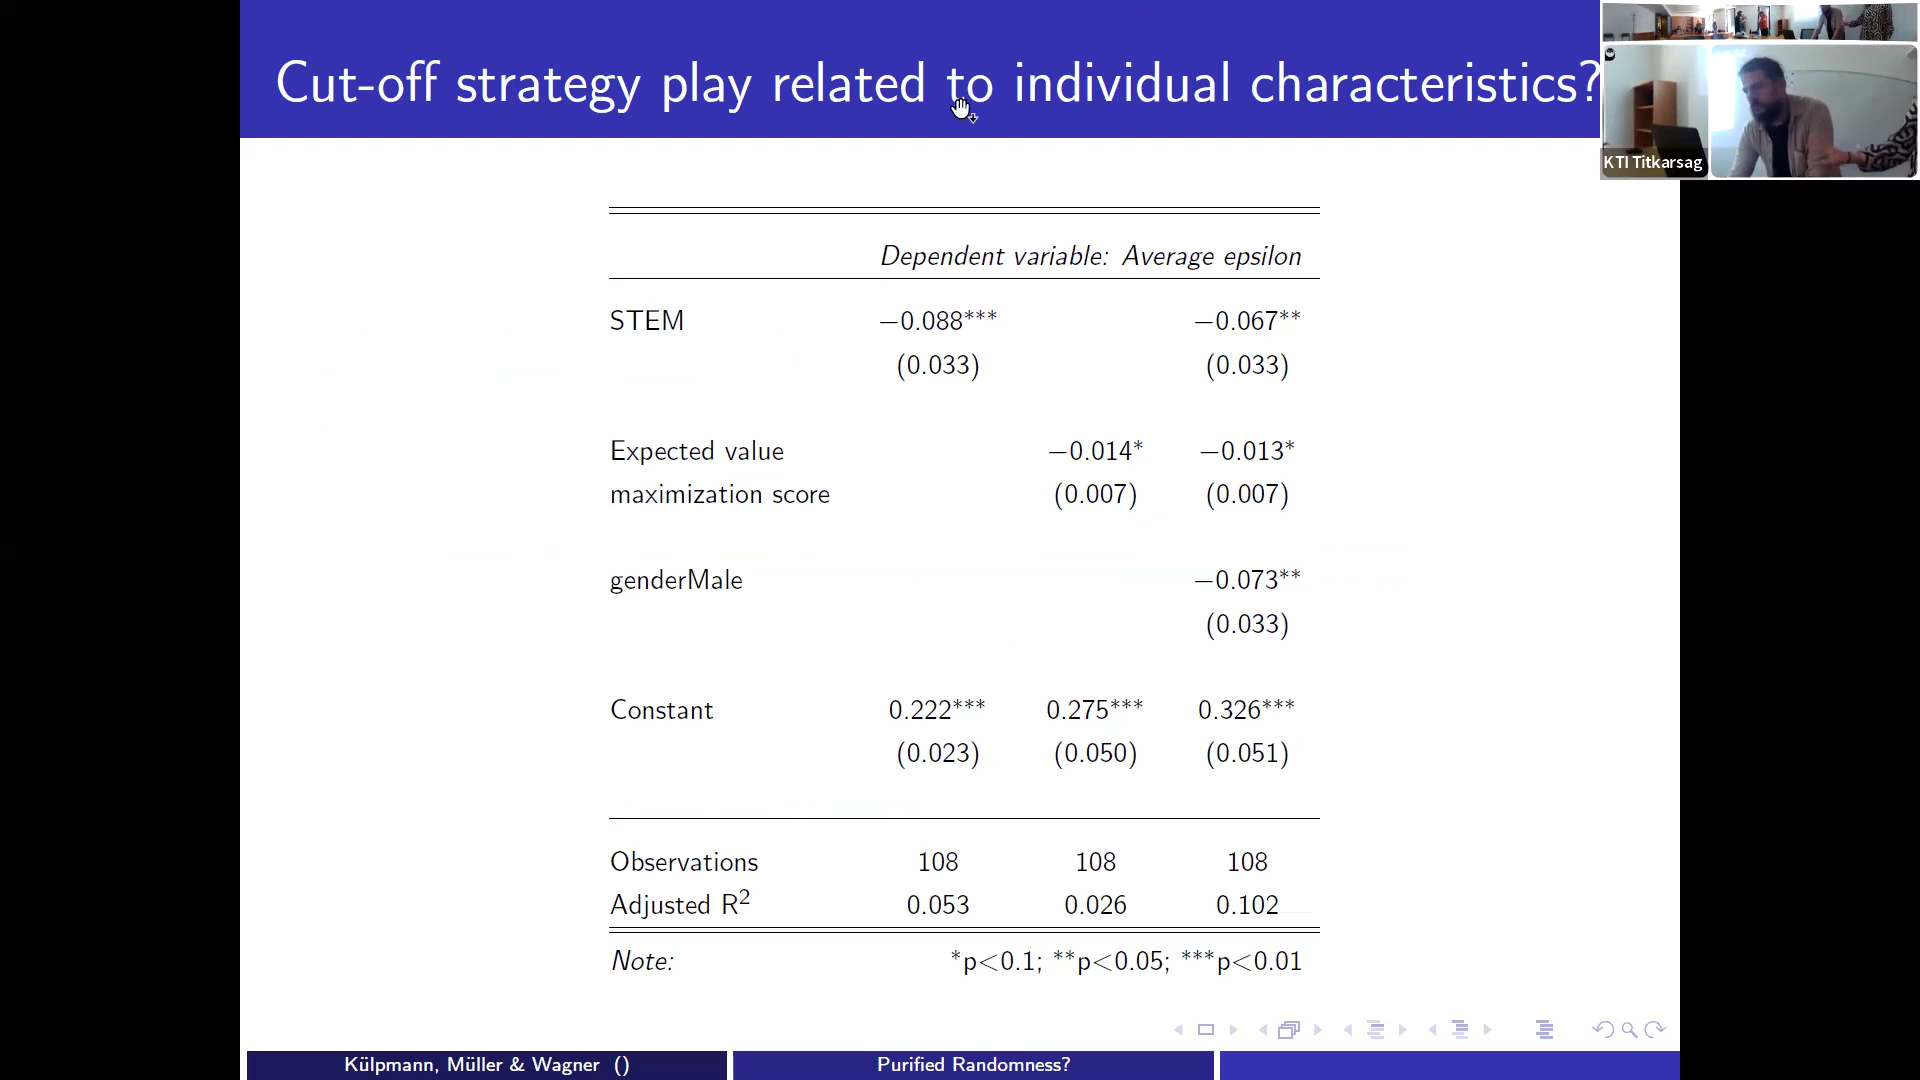 Cut-off strategy play related to individual characteristics?
KTI Titkarsag
Dependent variable: Average epsilon
STEM −0.088*** −0.067**
(0.033) (0.033)
Expected value −0.014* −0.013*
maximization score (0.007) (0.007)
genderMale −0.073**
(0.033)
Constant 0.222*** 0.275*** 0.326***
(0.023) (0.050) (0.051)
Observations 108 108 108
Adjusted R² 0.053 0.026 0.102
Note: *p<0.1; **p<0.05; ***p<0.01
Külpmann, Müller & Wagner () Purified Randomness?